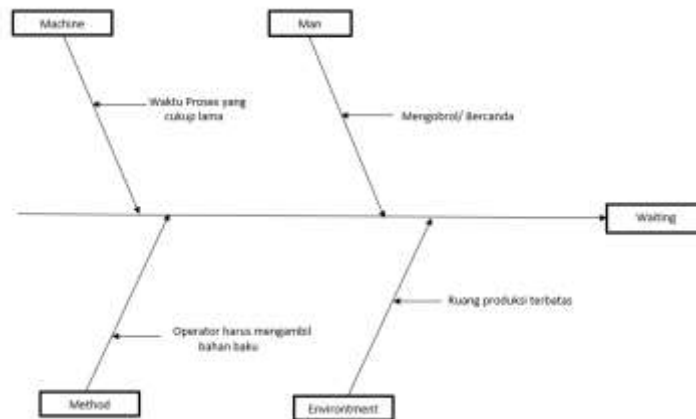 Machine
Man
Waktu Proses yang
cukup lama
Mengobrol/ Bercanda
Waiting
Ruang produksi terbatas
Operator harus mengambil
bahan baku
Method
Environtment